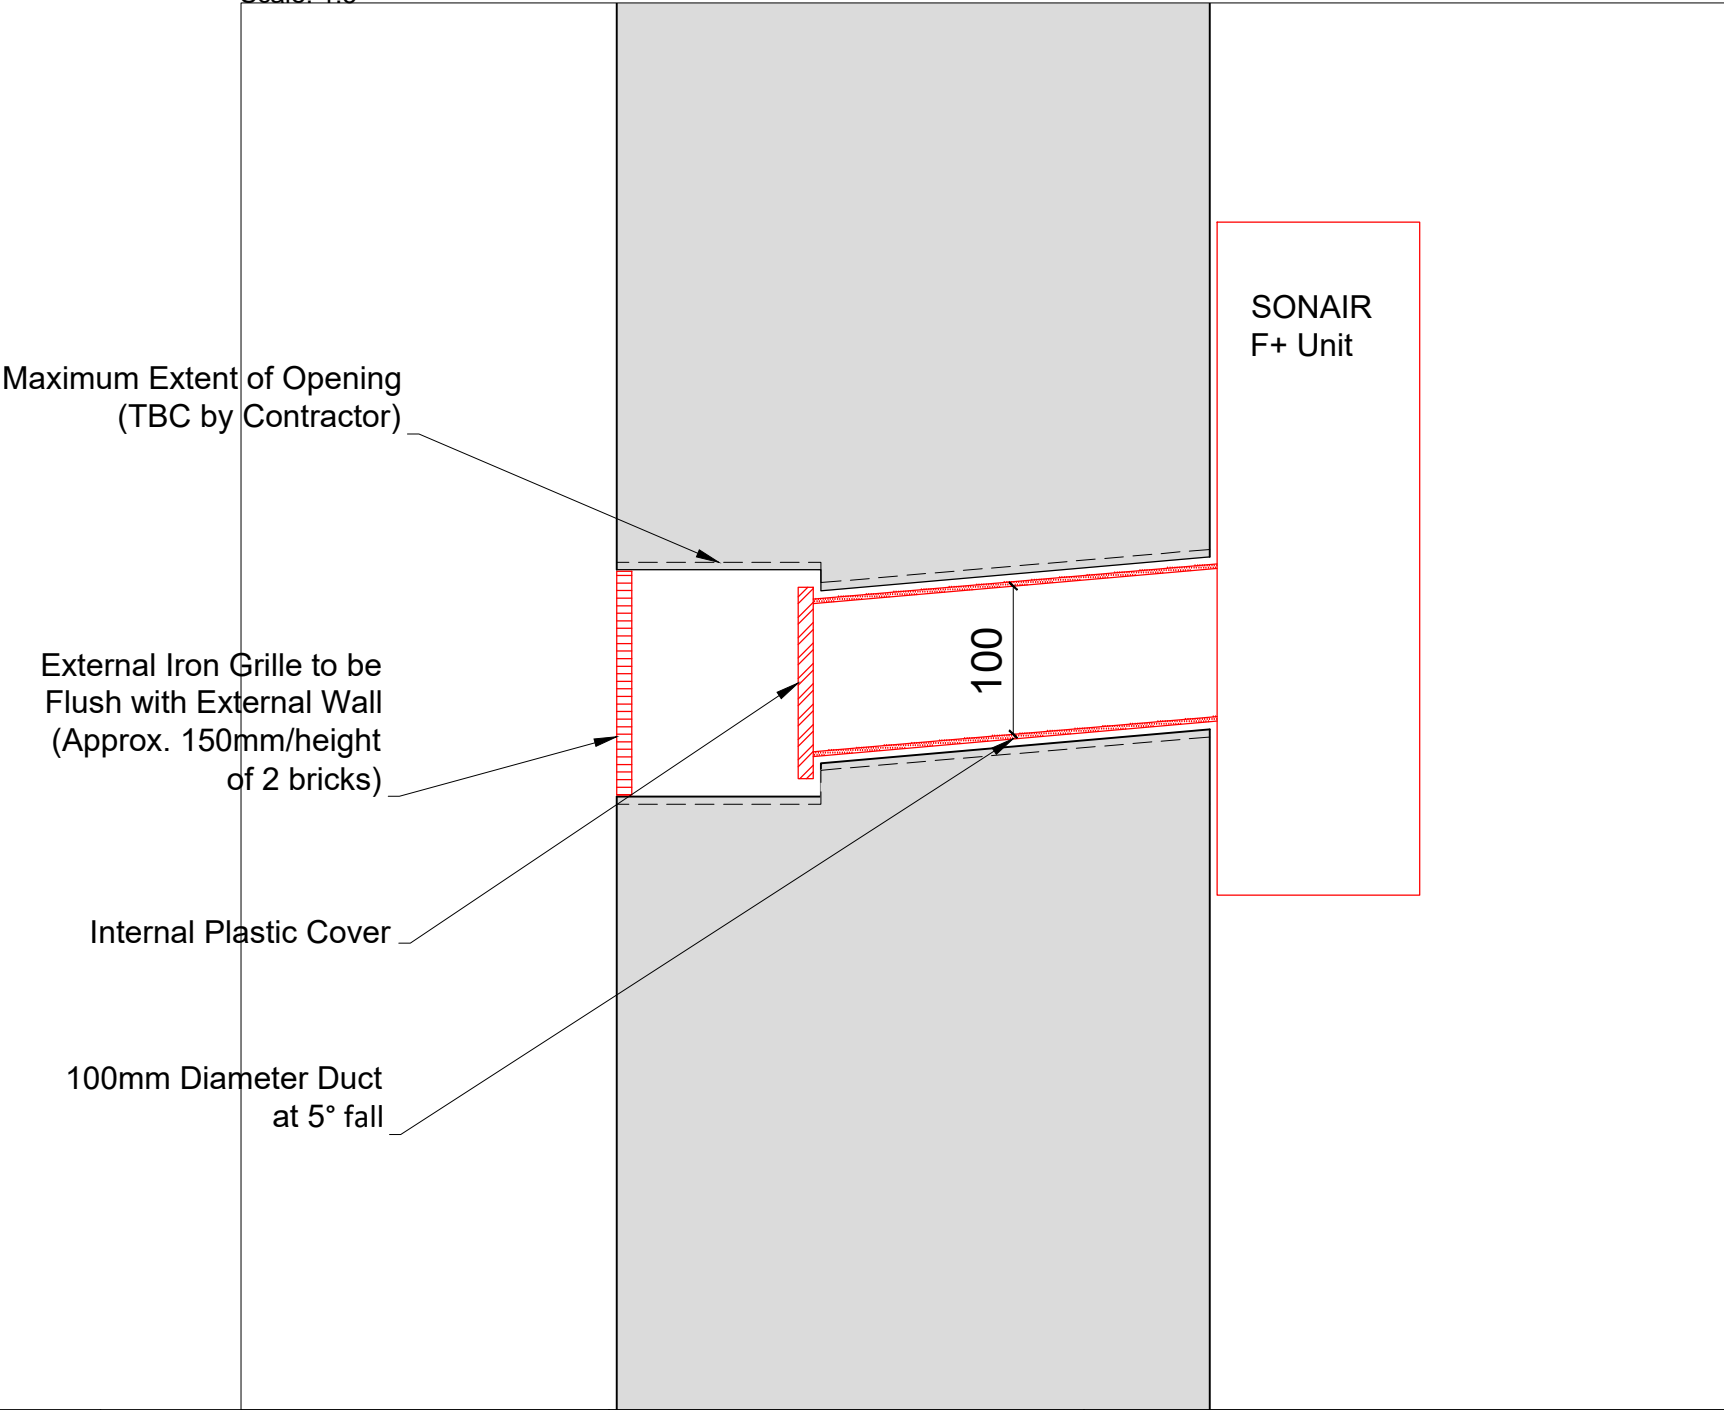 SONAIR
F+ Unit
Maximum Extent of Opening
(TBC by Contractor)
External Iron Grille to be
Flush with External Wall
(Approx. 150mm/height
of 2 bricks)
100
Internal Plastic Cover
100mm Diameter Duct
at 5° fall